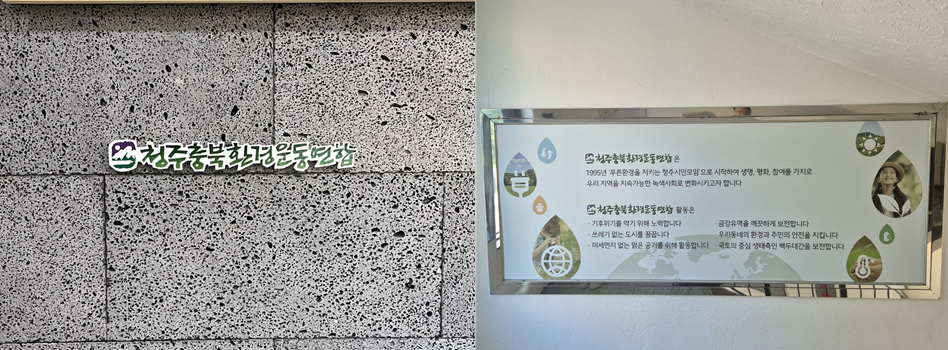 청주충북환경운동연합
청주충북환경운동연합 은
1995년 '푸른환경을 지키는 청주시민모임'으로 시작하여 생명, 평화, 참여를 가치로
우리 지역을 지속가능한 녹색사회로 변화시키고자 합니다
청주충북환경운동연합 활동은
· 기후위기를 막기 위해 노력합니다
· 쓰레기 없는 도시를 꿈꿉니다
· 미세먼지 없는 맑은 공기를 위해 활동합니다
· 금강유역을 깨끗하게 보전합니다
· 우리동네의 환경과 주민의 안전을 지킵니다
· 국토의 중심 생태축인 백두대간을 보전합니다